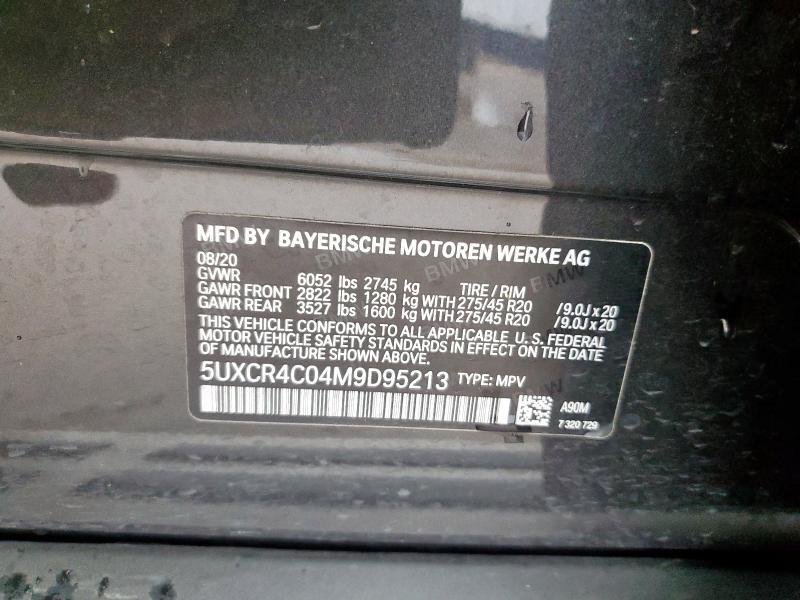 MFD BY BAYERISCHE MOTOREN WERKE AG
08/20
GVWR 6052 lbs 2745 kg TIRE / RIM
GAWR FRONT 2822 lbs 1280 kg WITH 275/45 R20 /9.0J x 20
GAWR REAR 3527 lbs 1600 kg WITH 275/45 R20 /9.0J x 20
THIS VEHICLE CONFORMS TO ALL APPLICABLE U. S. FEDERAL
MOTOR VEHICLE SAFETY STANDARDS IN EFFECT ON THE DATE
OF MANUFACTURE SHOWN ABOVE.
5UXCR4C04M9D95213 TYPE: MPV
A90M
7 320 729